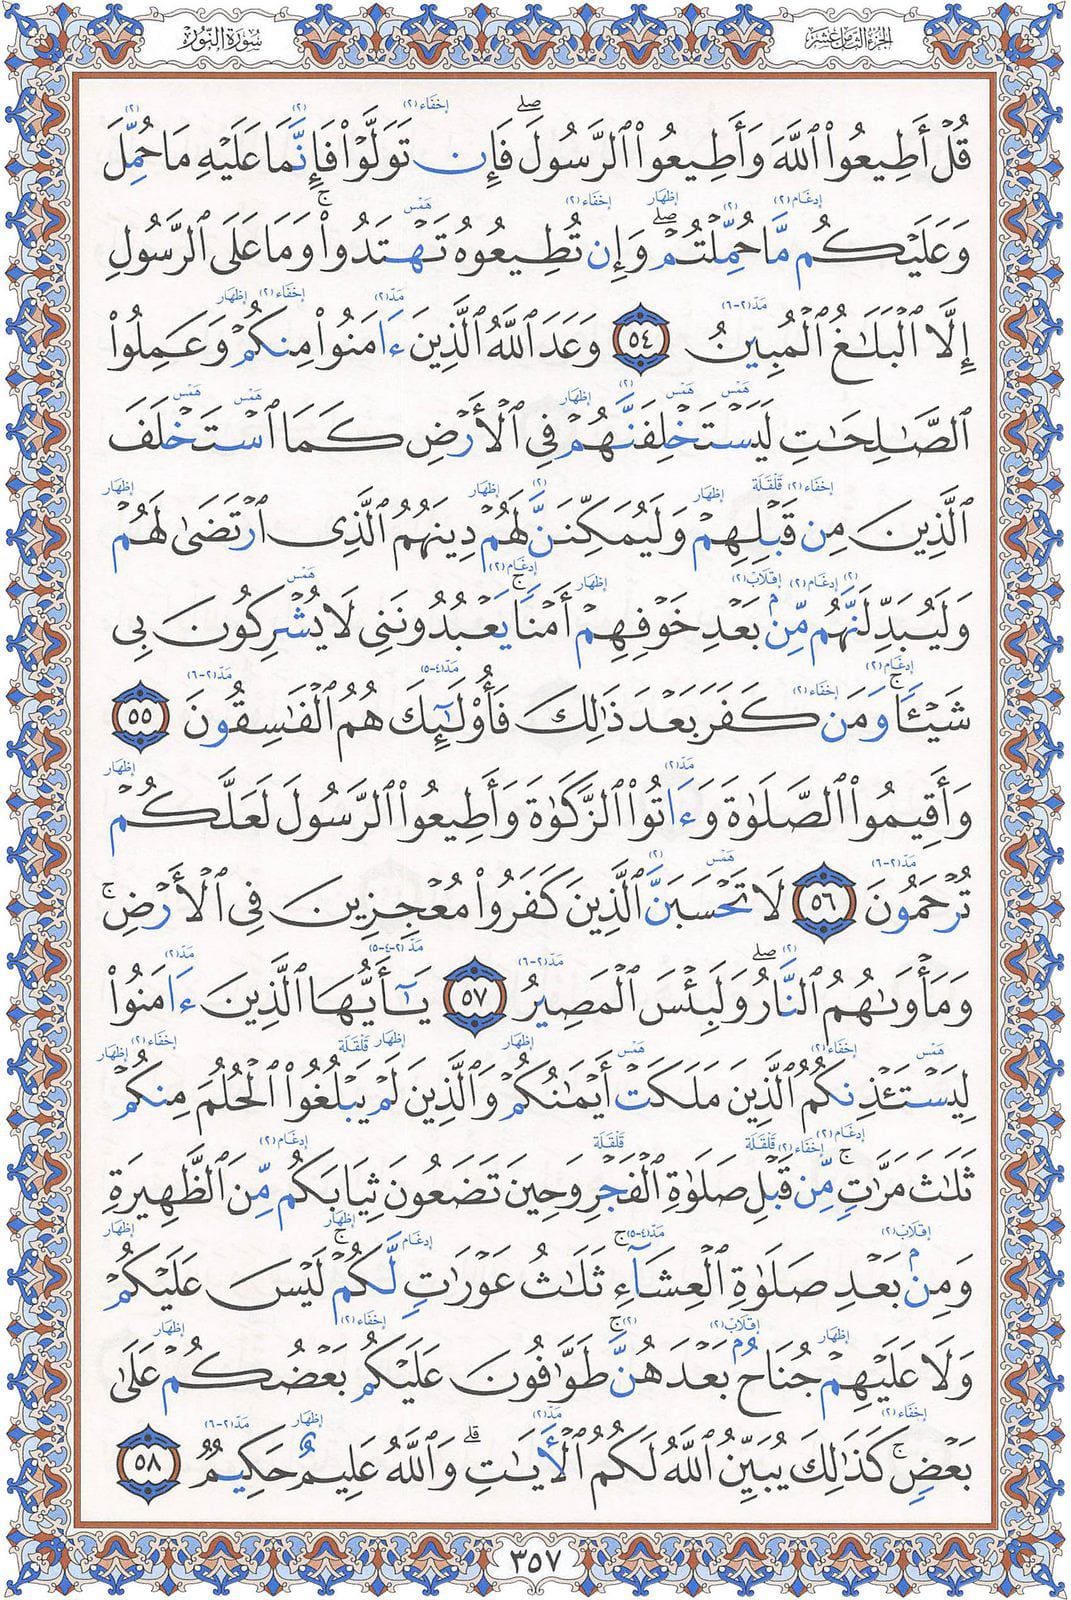 الجزء الثامن عشر
سورة النور
قُلْ أَطِيعُوا۟ ٱللَّهَ وَأَطِيعُوا۟ ٱلرَّسُولَۖ فَإِن تَوَلَّوْا۟ فَإِنَّمَا عَلَيْهِ مَا حُمِّلَ
وَعَلَيْكُم مَّا حُمِّلْتُمْۖ وَإِن تُطِيعُوهُ تَهْتَدُوا۟ۚ وَمَا عَلَى ٱلرَّسُولِ
إِلَّا ٱلْبَلَـٰغُ ٱلْمُبِينُ ٥٤ وَعَدَ ٱللَّهُ ٱلَّذِينَ ءَامَنُوا۟ مِنكُمْ وَعَمِلُوا۟
ٱلصَّـٰلِحَـٰتِ لَيَسْتَخْلِفَنَّهُمْ فِى ٱلْأَرْضِ كَمَا ٱسْتَخْلَفَ
ٱلَّذِينَ مِن قَبْلِهِمْ وَلَيُمَكِّنَنَّ لَهُمْ دِينَهُمُ ٱلَّذِى ٱرْتَضَىٰ لَهُمْ
وَلَيُبَدِّلَنَّهُم مِّنۢ بَعْدِ خَوْفِهِمْ أَمْنًاۚ يَعْبُدُونَنِى لَا يُشْرِكُونَ بِى
شَيْـًٔاۚ وَمَن كَفَرَ بَعْدَ ذَٰلِكَ فَأُو۟لَـٰٓئِكَ هُمُ ٱلْفَـٰسِقُونَ ٥٥
وَأَقِيمُوا۟ ٱلصَّلَوٰةَ وَءَاتُوا۟ ٱلزَّكَوٰةَ وَأَطِيعُوا۟ ٱلرَّسُولَ لَعَلَّكُمْ
تُرْحَمُونَ ٥٦ لَا تَحْسَبَنَّ ٱلَّذِينَ كَفَرُوا۟ مُعْجِزِينَ فِى ٱلْأَرْضِۚ
وَمَأْوَىٰهُمُ ٱلنَّارُۖ وَلَبِئْسَ ٱلْمَصِيرُ ٥٧ يَـٰٓأَيُّهَا ٱلَّذِينَ ءَامَنُوا۟
لِيَسْتَـْٔذِنكُمُ ٱلَّذِينَ مَلَكَتْ أَيْمَـٰنُكُمْ وَٱلَّذِينَ لَمْ يَبْلُغُوا۟ ٱلْحُلُمَ مِنكُمْ
ثَلَـٰثَ مَرَّٰتٍۚ مِّن قَبْلِ صَلَوٰةِ ٱلْفَجْرِ وَحِينَ تَضَعُونَ ثِيَابَكُم مِّنَ ٱلظَّهِيرَةِ
وَمِنۢ بَعْدِ صَلَوٰةِ ٱلْعِشَآءِۚ ثَلَـٰثُ عَوْرَٰتٍ لَّكُمْۚ لَيْسَ عَلَيْكُمْ
وَلَا عَلَيْهِمْ جُنَاحٌۢ بَعْدَهُنَّۚ طَوَّٰفُونَ عَلَيْكُم بَعْضُكُمْ عَلَىٰ
بَعْضٍۚ كَذَٰلِكَ يُبَيِّنُ ٱللَّهُ لَكُمُ ٱلْـَٔايَـٰتِۗ وَٱللَّهُ عَلِيمٌ حَكِيمٌ ٥٨
٣٥٧